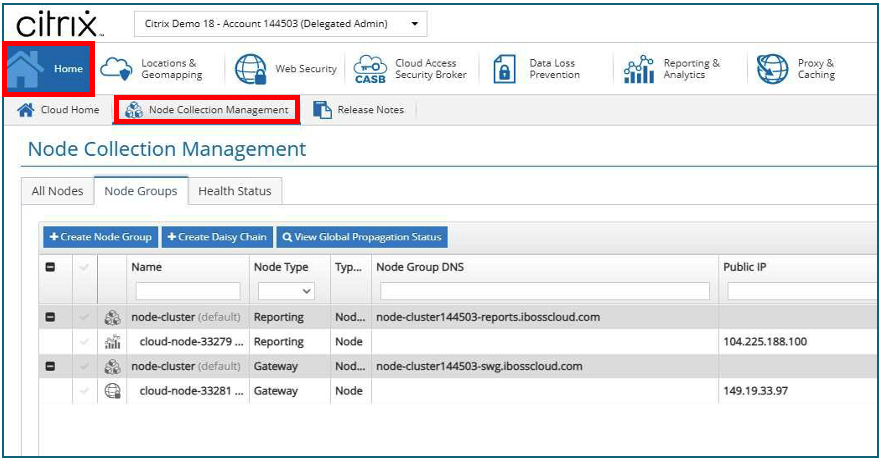 citrix
Citrix Demo 18 - Account 144503 (Delegated Admin)
Home
Locations &
Geomapping
Web Security
CASB
Cloud Access
Security Broker
Data Loss
Prevention
Reporting &
Analytics
Proxy &
Caching
Cloud Home
Node Collection Management
Release Notes
Node Collection Management
All Nodes
Node Groups
Health Status
Create Node Group
Create Daisy Chain
View Global Propagation Status
Name Node Type Typ... Node Group DNS Public IP
node-cluster (default) Reporting Nod... node-cluster144503-reports.ibosscloud.com
cloud-node-33279 ... Reporting Node 104.225.188.100
node-cluster (default) Gateway Nod... node-cluster144503-swg.ibosscloud.com
cloud-node-33281 ... Gateway Node 149.19.33.97